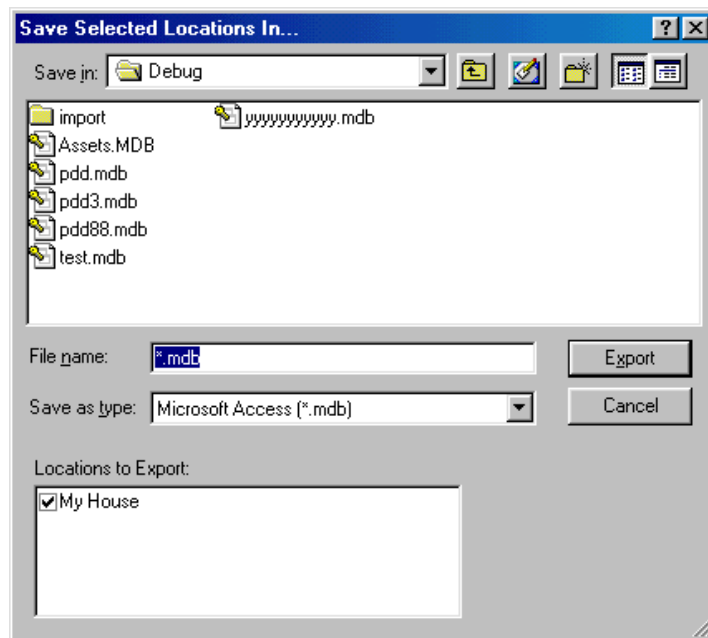 Save Selected Locations In...
Save in: Debug
import
Assets.MDB
pdd.mdb
pdd3.mdb
pdd88.mdb
test.mdb
yyyyyyyyyyy.mdb
File name: *.mdb
Export
Save as type: Microsoft Access (*.mdb)
Cancel
Locations to Export:
My House